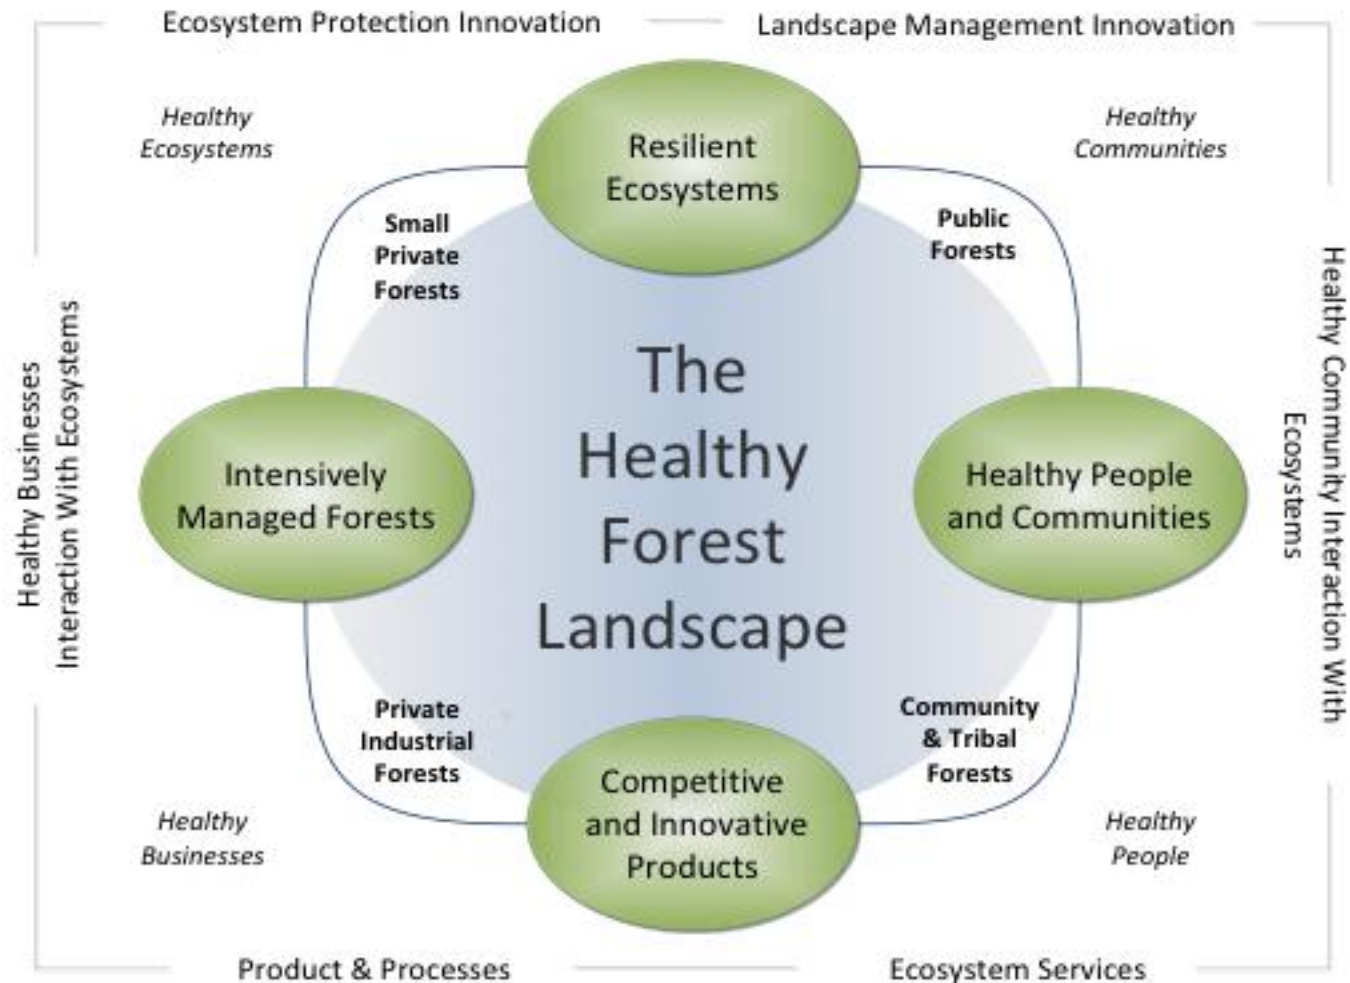 Ecosystem Protection Innovation
Landscape Management Innovation
Healthy
Ecosystems
Healthy
Communities
Resilient
Ecosystems
Small
Private
Forests
Public
Forests
Healthy Businesses
Interaction With Ecosystems
Healthy Community Interaction With
Ecosystems
The
Healthy
Forest
Landscape
Intensively
Managed Forests
Healthy People
and Communities
Private
Industrial
Forests
Community
& Tribal
Forests
Competitive
and Innovative
Products
Healthy
Businesses
Healthy
People
Product & Processes
Ecosystem Services